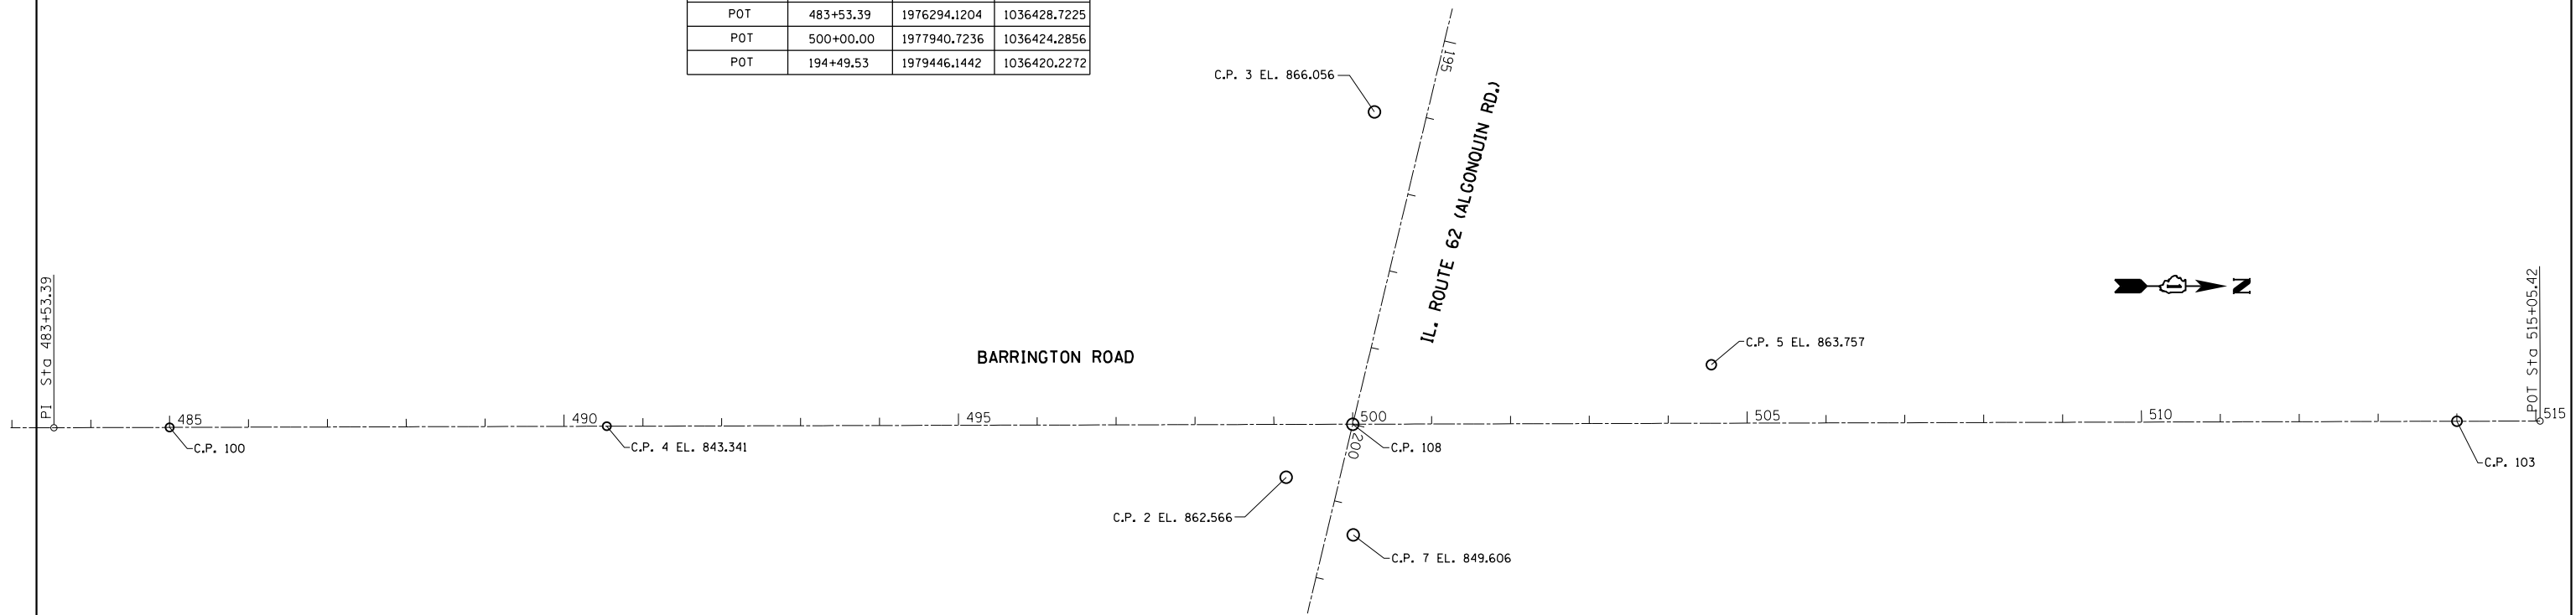 POT 483+53.39 1976294.1204 1036428.7225
POT 500+00.00 1977940.7236 1036424.2856
POT 194+49.53 1979446.1442 1036420.2272
195
C.P. 3 EL. 866.056
IL. ROUTE 62 (ALGONQUIN RD.)
N
PI Sta 483+53.39
POT Sta 515+05.42
BARRINGTON ROAD
C.P. 5 EL. 863.757
485
490
495
500
505
510
515
200
C.P. 100
C.P. 4 EL. 843.341
C.P. 108
C.P. 103
C.P. 2 EL. 862.566
C.P. 7 EL. 849.606